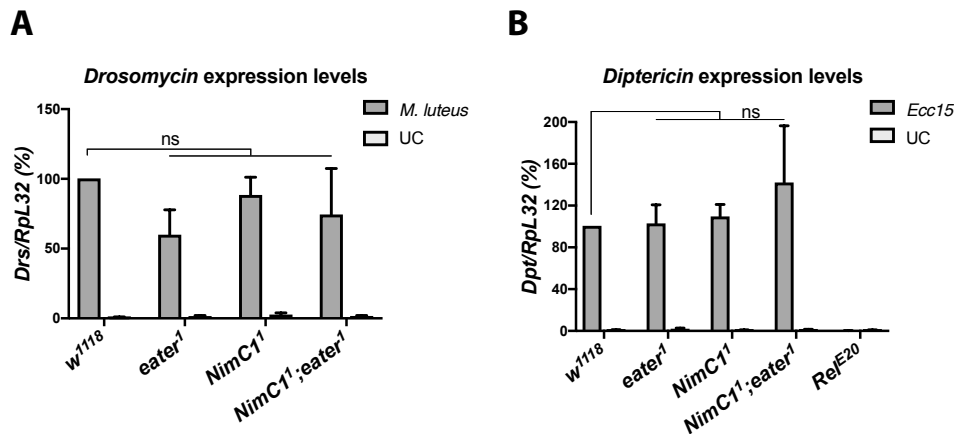 A
Drosomycin expression levels
M. luteus
UC
ns
150
100
50
0
Drs/RpL32 (%)
w1118
eater1
NimC11
NimC11;eater1
B
Diptericin expression levels
Ecc15
UC
ns
200
160
120
80
40
0
Dpt/RpL32 (%)
w1118
eater1
NimC11
NimC11;eater1
RelE20